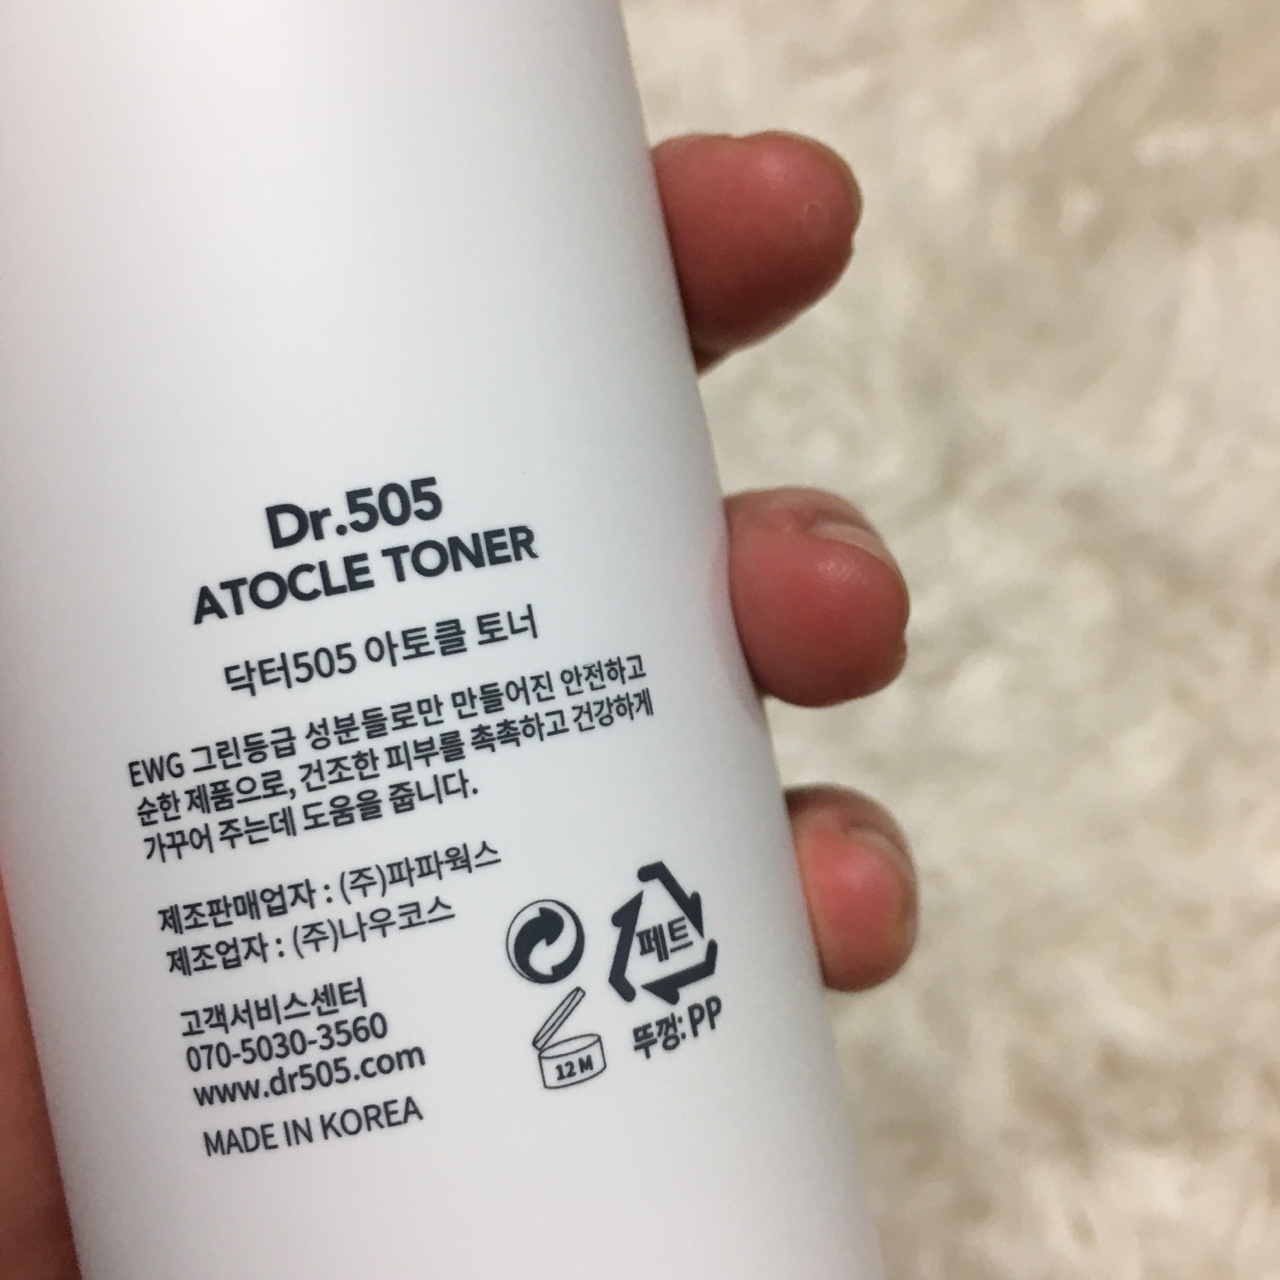 Dr.505
ATOCLE TONER
닥터505 아토클 토너
EWG 그린등급 성분들로만 만들어진 안전하고
순한 제품으로, 건조한 피부를 촉촉하고 건강하게
가꾸어 주는데 도움을 줍니다.
제조판매업자 : (주)파파웍스
제조업자 : (주)나우코스
고객서비스센터
070-5030-3560
www.dr505.com
MADE IN KOREA
페트
12 M
뚜껑: PP